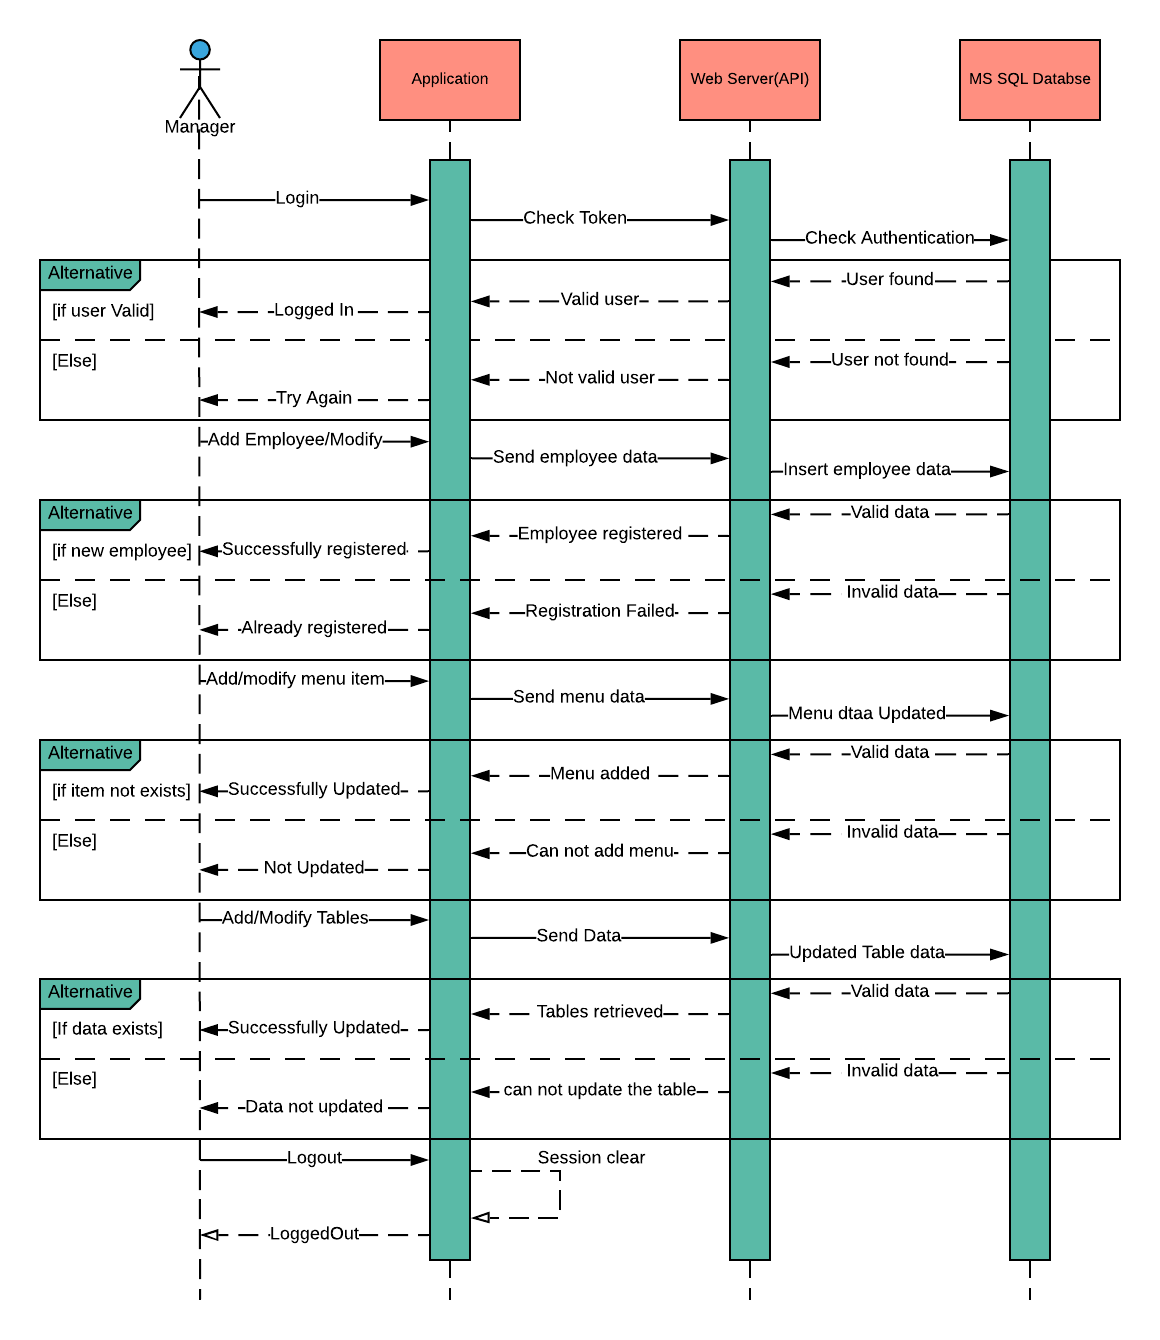 Manager
Application
Web Server(API)
MS SQL Databse
Login
Check Token
Check Authentication
Alternative
User found
Valid user
[if user Valid]
Logged In
[Else]
User not found
Not valid user
Try Again
Add Employee/Modify
Send employee data
Insert employee data
Alternative
Valid data
Employee registered
[if new employee]
Successfully registered
[Else]
Invalid data
Registration Failed
Already registered
Add/modify menu item
Send menu data
Menu dtaa Updated
Alternative
Valid data
Menu added
[if item not exists]
Successfully Updated
[Else]
Invalid data
Can not add menu
Not Updated
Add/Modify Tables
Send Data
Updated Table data
Alternative
Valid data
Tables retrieved
[If data exists]
Successfully Updated
[Else]
Invalid data
can not update the table
Data not updated
Logout
Session clear
LoggedOut